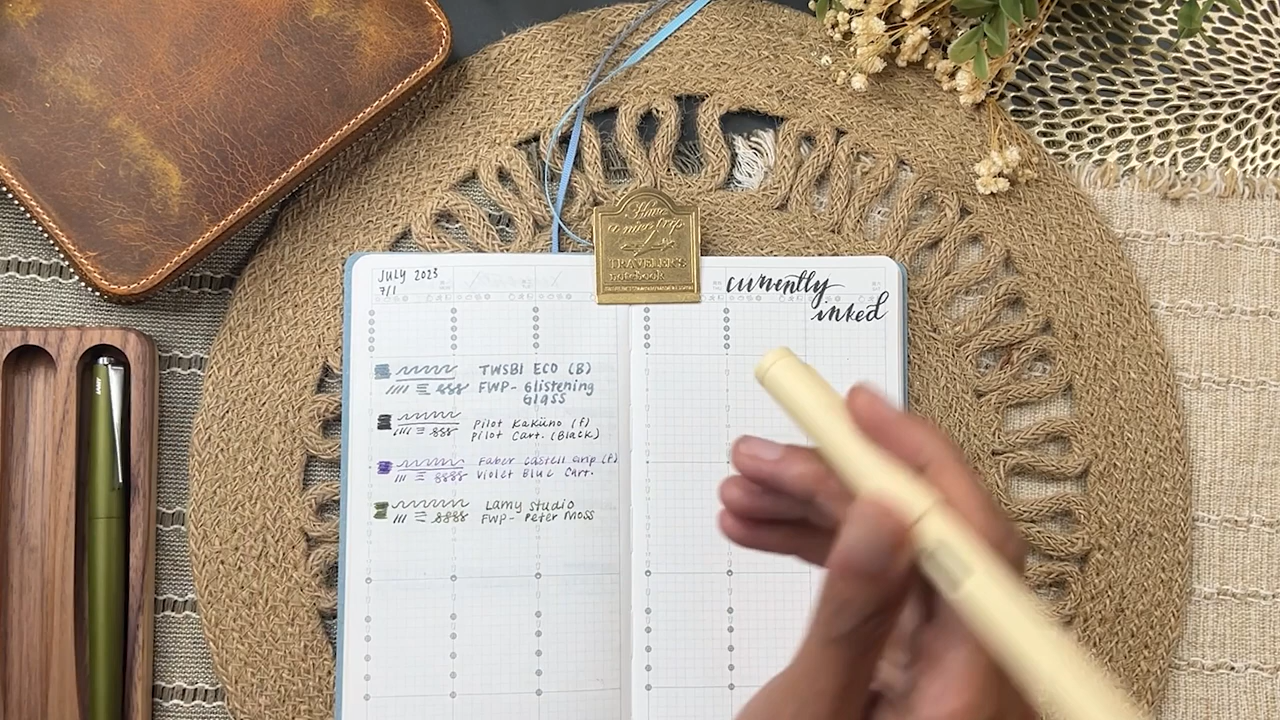 JULY 2023
7/1
Have
a nice trip
TRAVELER'S
notebook
currently
inked
TWSBI ECO (B)
FWP- Glistening
Glass
Pilot Kakuno (F)
Pilot Cart. (Black)
Faber Castell Grip (F)
Violet Blue Cart.
Lamy Studio
FWP- Peter Moss
LAMY